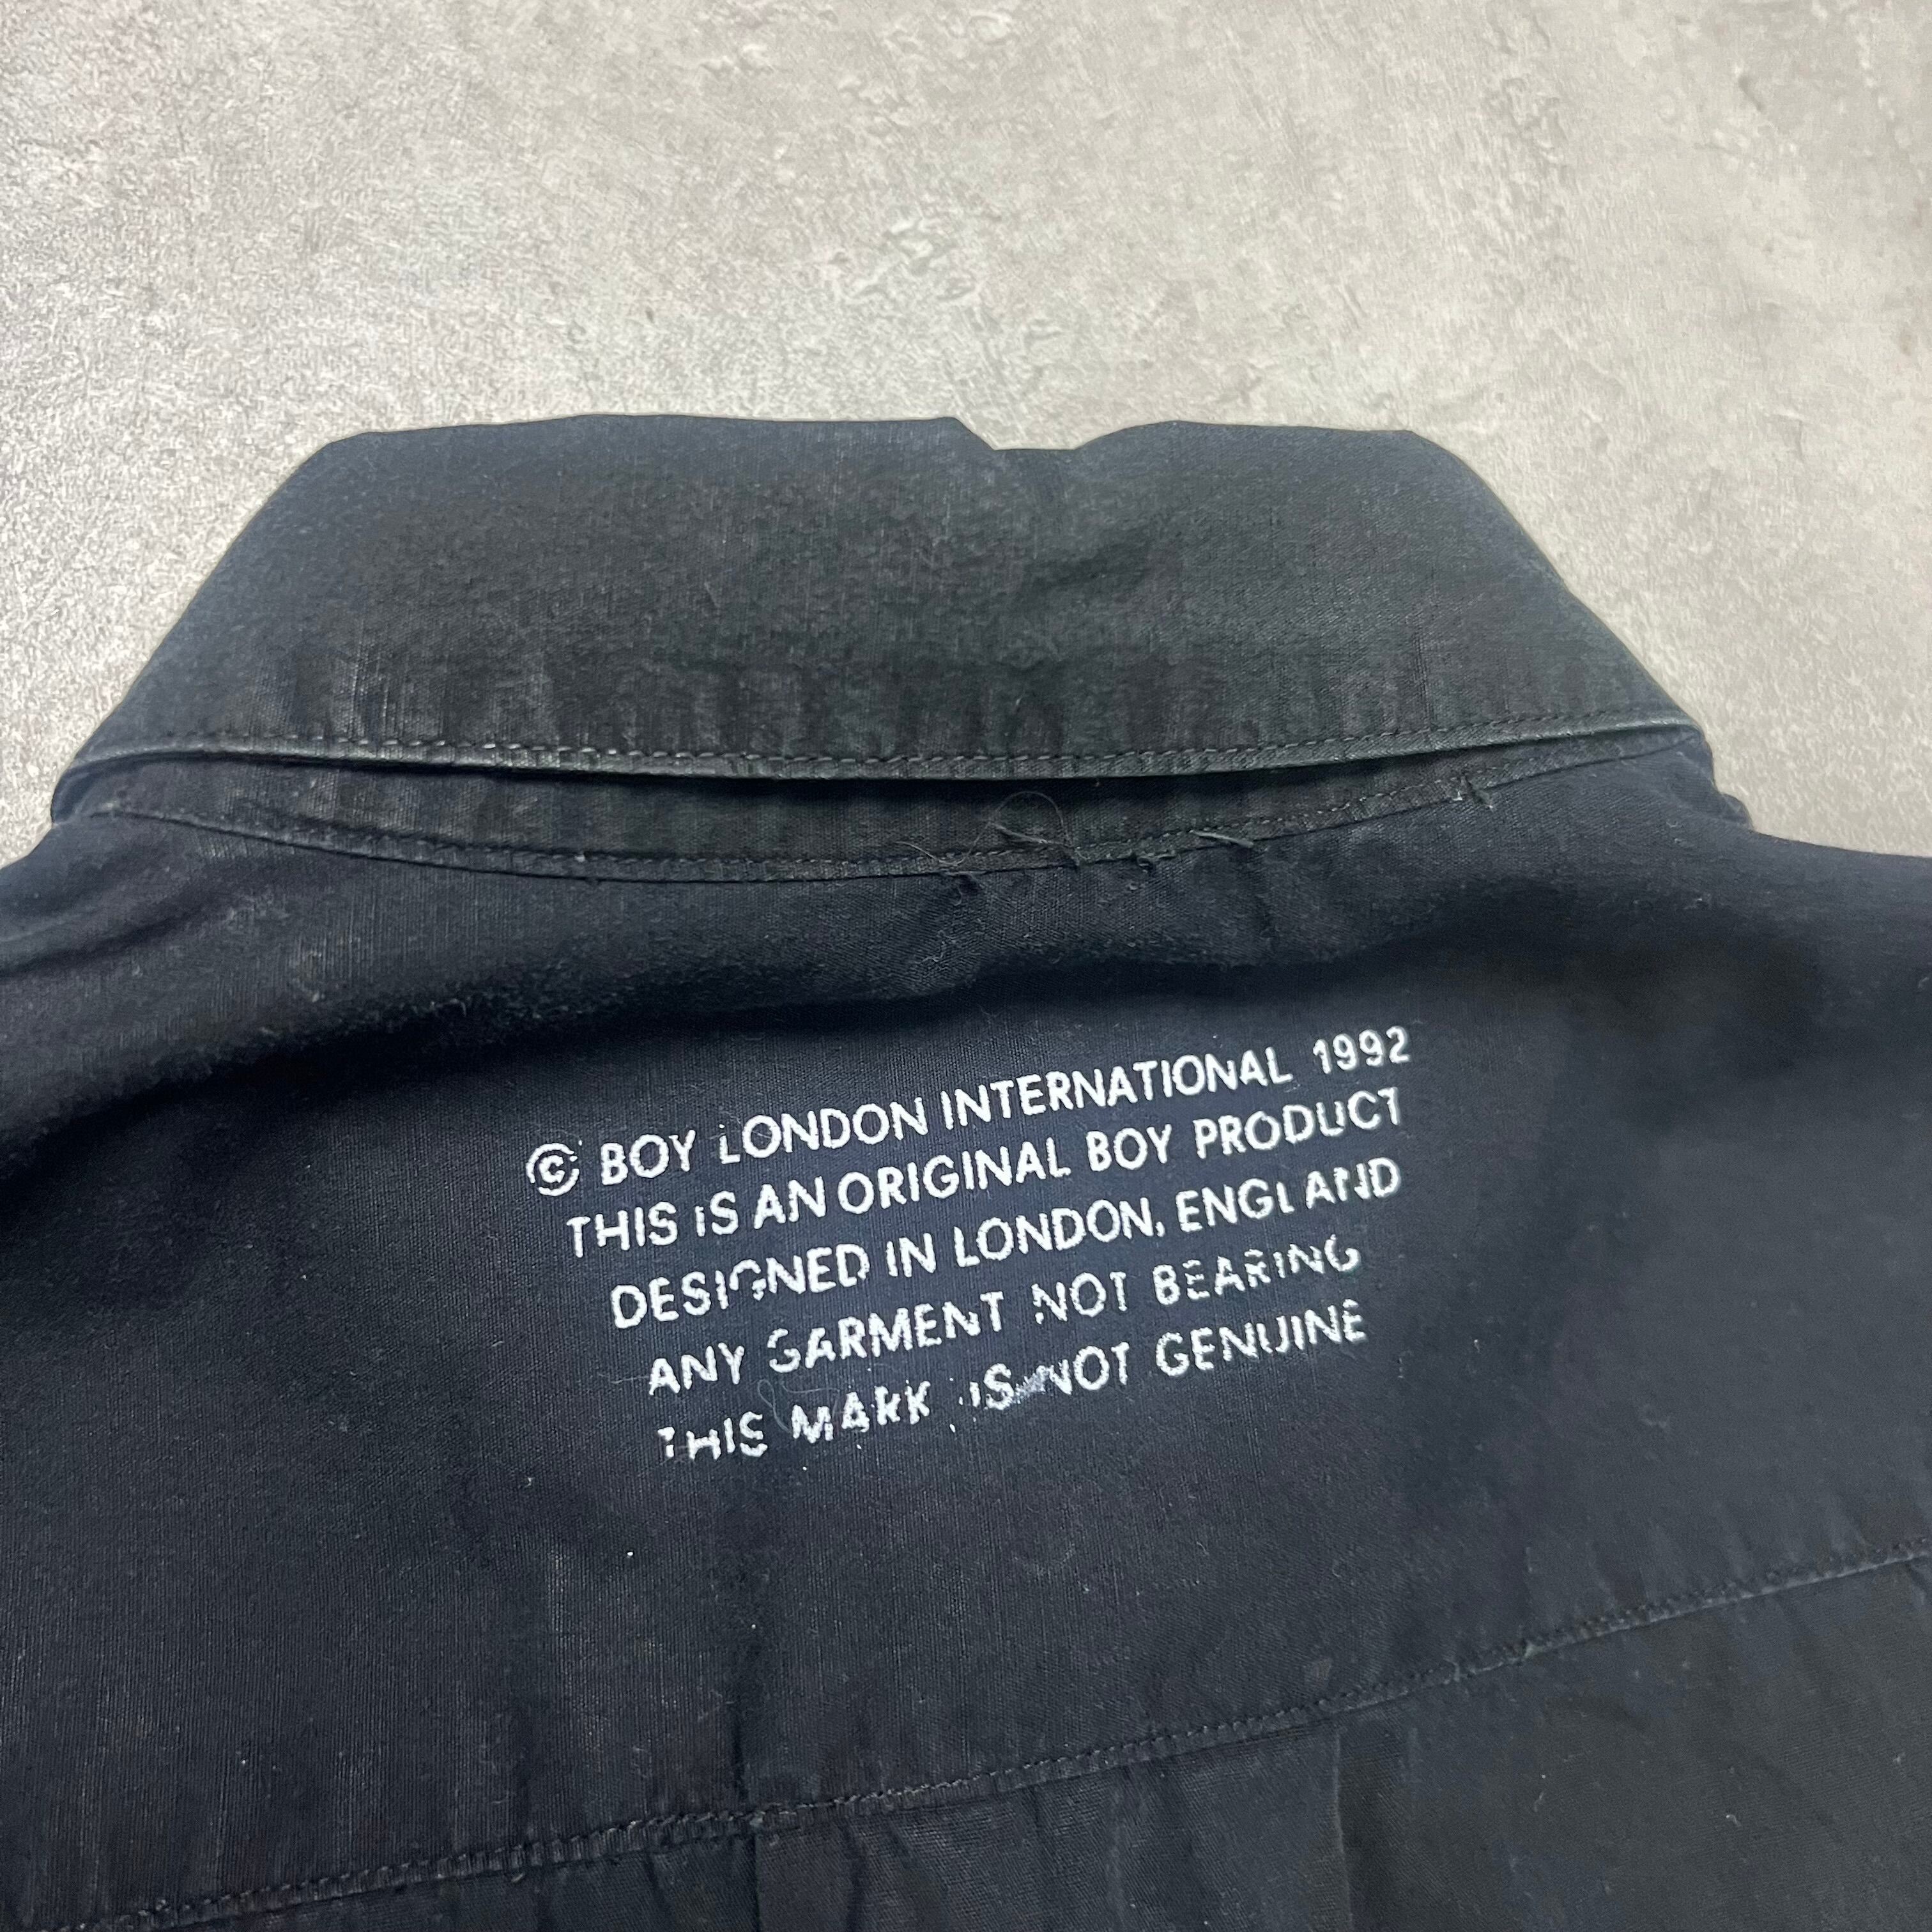 © BOY LONDON INTERNATIONAL 1992
THIS IS AN ORIGINAL BOY PRODUCT
DESIGNED IN LONDON, ENGLAND
ANY GARMENT NOT BEARING
THIS MARK IS NOT GENUINE